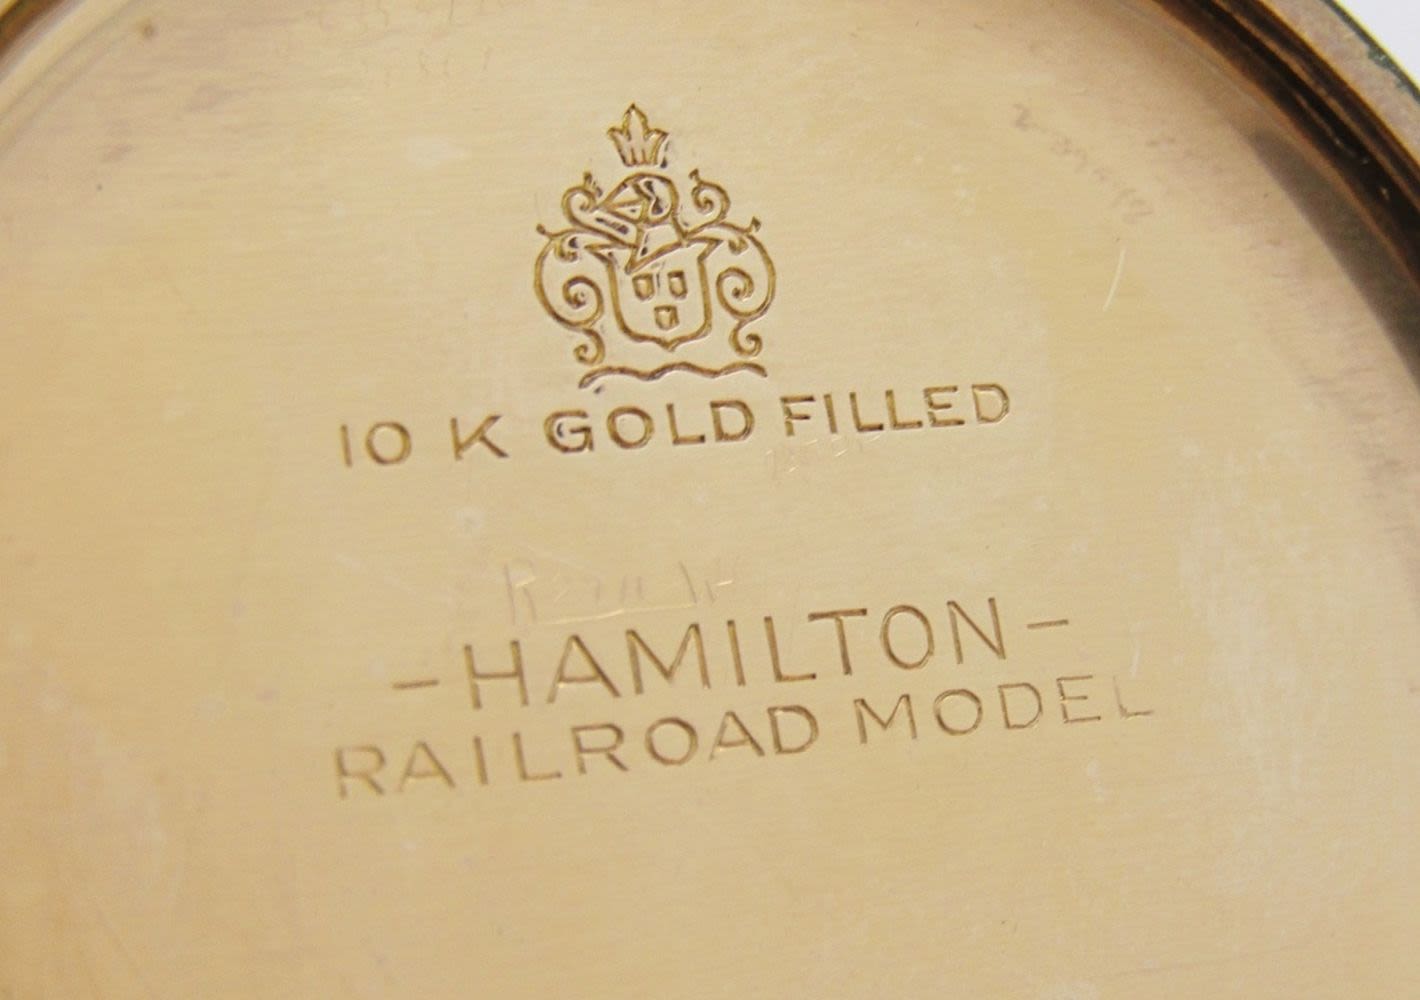 10 K GOLD FILLED
-HAMILTON-
RAILROAD MODEL